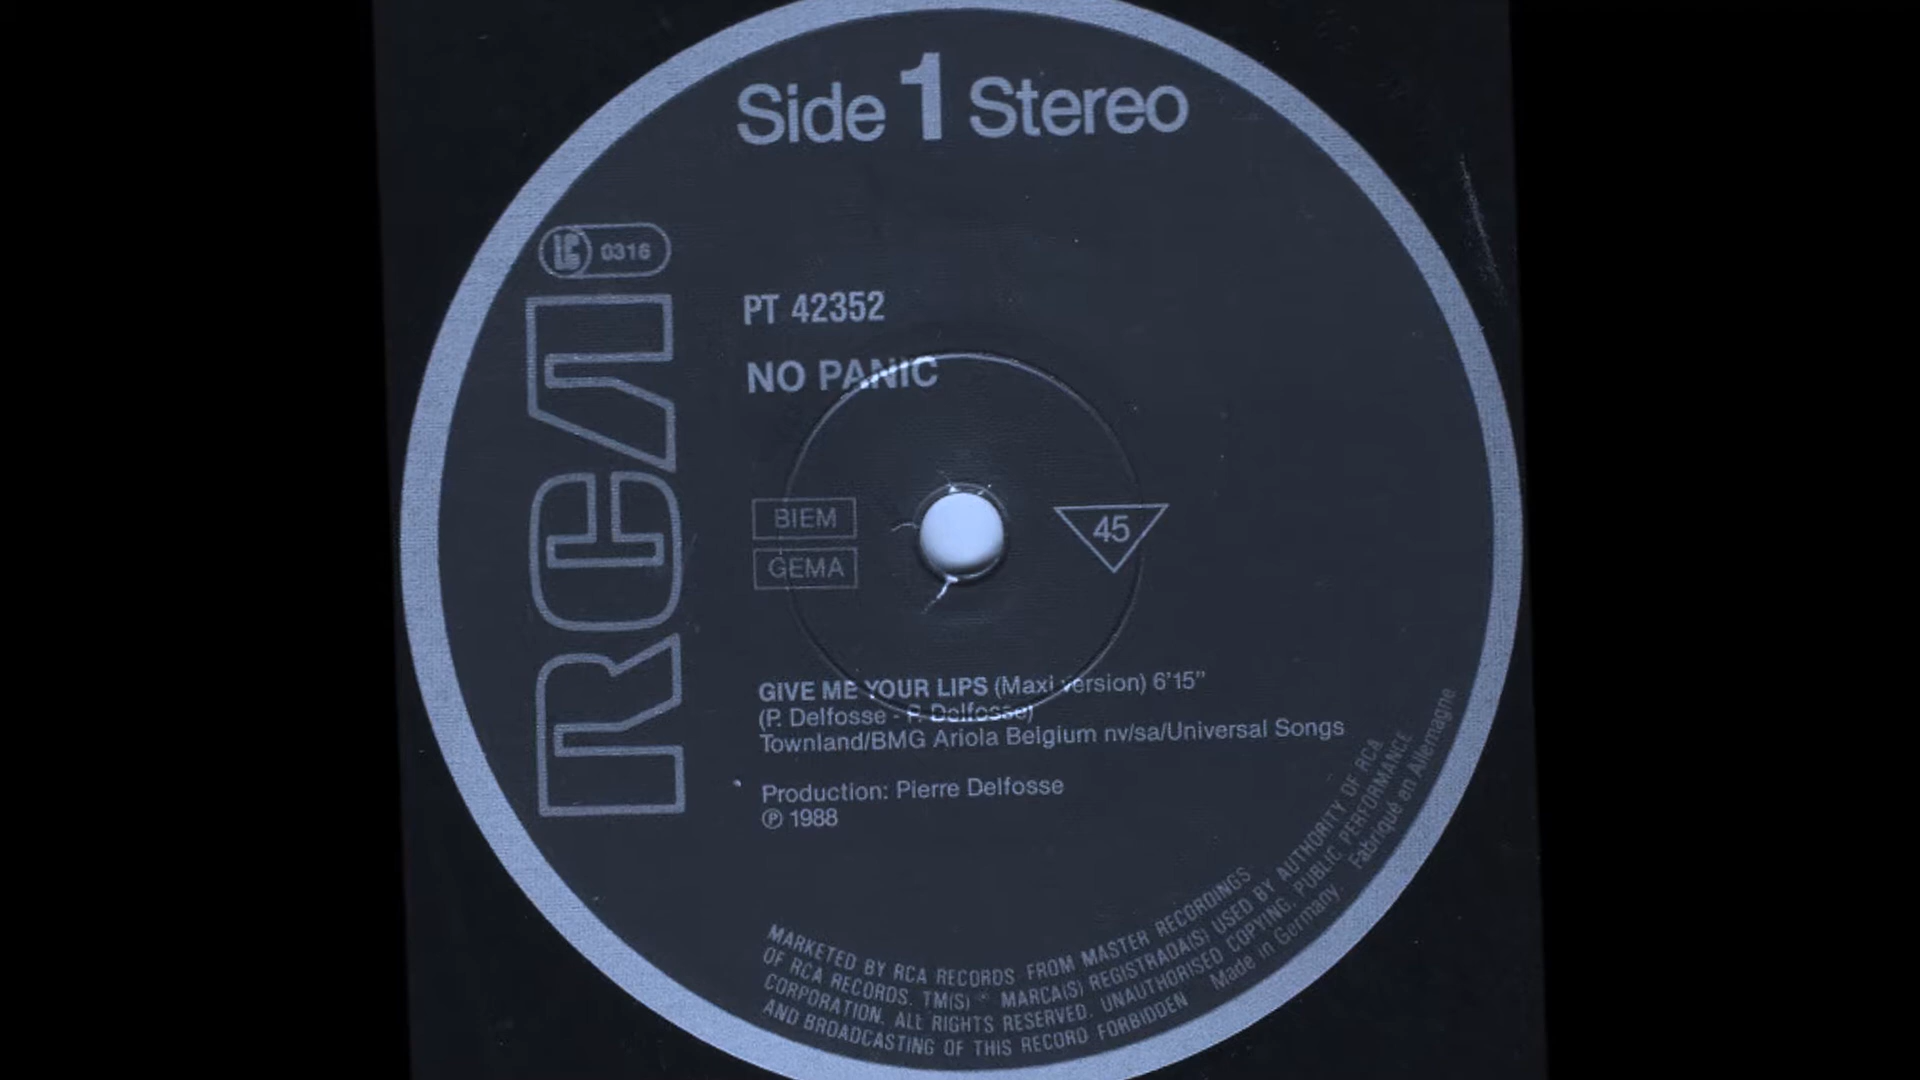 Side 1 Stereo
LC 0316
RCA
PT 42352
NO PANIC
BIEM
GEMA
45
GIVE ME YOUR LIPS (Maxi version) 6'15"
(P. Delfosse - P. Delfosse)
Townland/BMG Ariola Belgium nv/sa/Universal Songs
Production: Pierre Delfosse
℗ 1988
MARKETED BY RCA RECORDS FROM MASTER RECORDINGS
OF RCA RECORDS. TM(S) ® MARCA(S) REGISTRADA(S) USED BY AUTHORITY OF RCA
CORPORATION. ALL RIGHTS RESERVED. UNAUTHORISED COPYING, PUBLIC PERFORMANCE
AND BROADCASTING OF THIS RECORD FORBIDDEN Made in Germany. Fabriqué en Allemagne